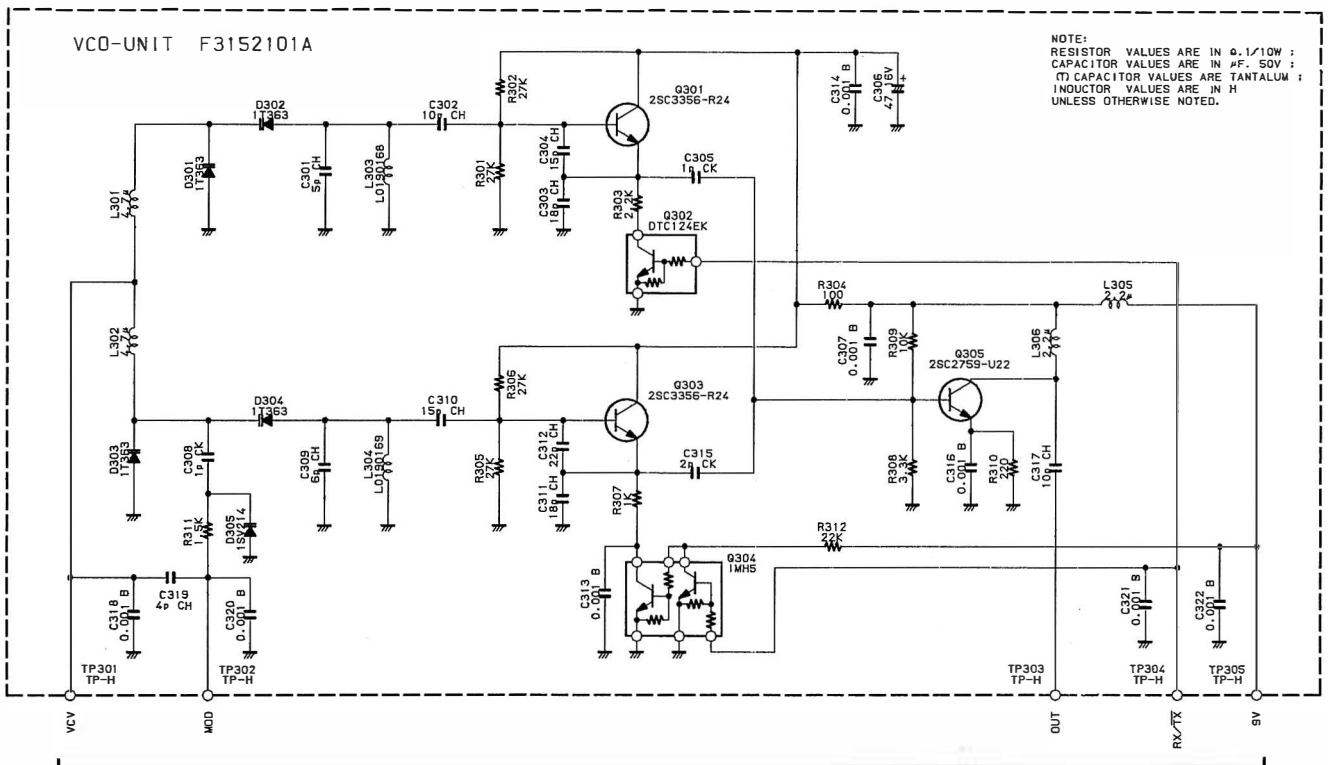 VCO-UNIT F3152101A
NOTE:
RESISTOR VALUES ARE IN Ω.1/10W ;
CAPACITOR VALUES ARE IN μF. 50V ;
(T) CAPACITOR VALUES ARE TANTALUM ;
INDUCTOR VALUES ARE IN H
UNLESS OTHERWISE NOTED.
D302
1T363
C302
10p CH
R302
27K
Q301
2SC3356-R24
C314
0.001 B
C306
47 16V
+
D301
1T363
C301
5p CH
L303
L0190168
R301
27K
C304
15p CH
C303
18p CH
C305
1p CK
R303
2.2K
L301
4.7μ
Q302
DTC124EK
R304
100
L305
2.2μ
L302
4.7μ
C307
0.001 B
R309
10K
L306
2.2μ
Q305
2SC2759-U22
R306
27K
Q303
2SC3356-R24
D304
1T363
C310
15p CH
D303
1T363
C308
1p CK
C309
6p CH
L304
L0190169
R305
27K
C312
22p CH
C311
18p CH
C315
2p CK
R307
1K
R308
3.3K
C316
0.001 B
R310
220
C317
10p CH
R311
1.5K
D305
1SV214
R312
22K
Q304
IMH5
C313
0.001 B
C318
0.001 B
C319
4p CH
C320
0.001 B
C321
0.001 B
C322
0.001 B
TP301
TP-H
TP302
TP-H
TP303
TP-H
TP304
TP-H
TP305
TP-H
VCV
MOD
OUT
RX/TX
9V